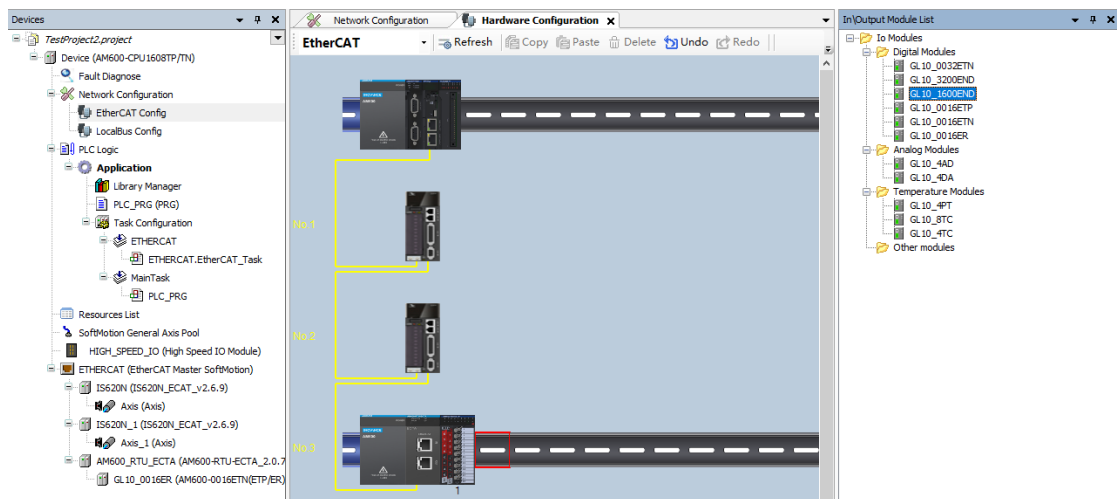 Devices
TestProject2.project
Device (AM600-CPU1608TP/TN)
Fault Diagnose
Network Configuration
EtherCAT Config
LocalBus Config
PLC Logic
Application
Library Manager
PLC_PRG (PRG)
Task Configuration
ETHERCAT
ETHERCAT.EtherCAT_Task
MainTask
PLC_PRG
Resources List
SoftMotion General Axis Pool
HIGH_SPEED_IO (High Speed IO Module)
ETHERCAT (EtherCAT Master SoftMotion)
IS620N (IS620N_ECAT_v2.6.9)
Axis (Axis)
IS620N_1 (IS620N_ECAT_v2.6.9)
Axis_1 (Axis)
AM600_RTU_ECTA (AM600-RTU-ECTA_2.0.7
GL10_0016ER (AM600-0016ETN(ETP/ER)
Network Configuration
Hardware Configuration
EtherCAT
Refresh
Copy
Paste
Delete
Undo
Redo
No.1
No.2
No.3
1
In\Output Module List
Io Modules
Digital Modules
GL10_0032ETN
GL10_3200END
GL10_1600END
GL10_0016ETP
GL10_0016ETN
GL10_0016ER
Analog Modules
GL10_4AD
GL10_4DA
Temperature Modules
GL10_4PT
GL10_8TC
GL10_4TC
Other modules